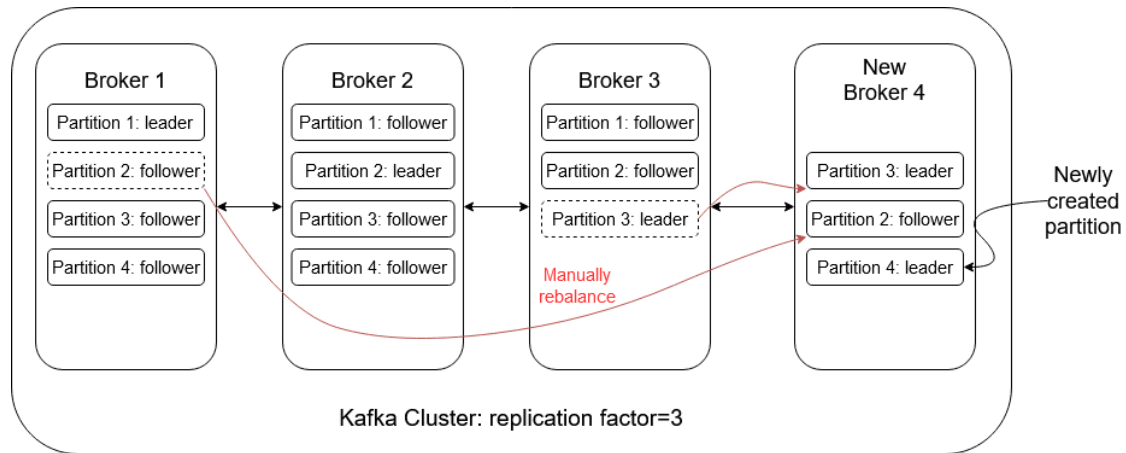 Broker 1
Partition 1: leader
Partition 2: follower
Partition 3: follower
Partition 4: follower
Broker 2
Partition 1: follower
Partition 2: leader
Partition 3: follower
Partition 4: follower
Broker 3
Partition 1: follower
Partition 2: follower
Partition 3: leader
Manually
rebalance
New
Broker 4
Partition 3: leader
Partition 2: follower
Partition 4: leader
Newly
created
partition
Kafka Cluster: replication factor=3